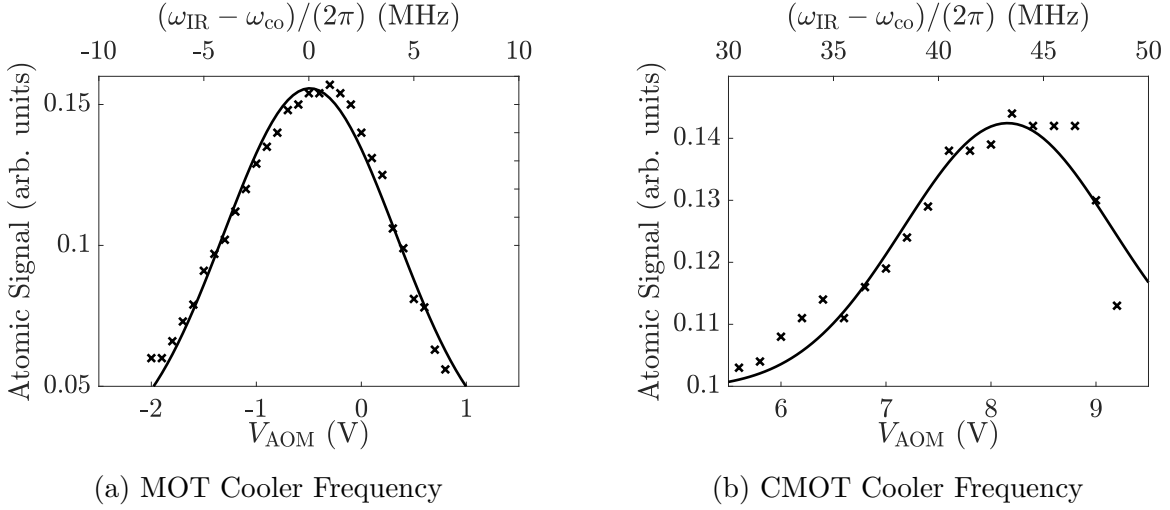 (ω_IR − ω_co)/(2π) (MHz)
-10 -5 0 5 10
Atomic Signal (arb. units)
0.15
0.1
0.05
-2 -1 0 1
V_AOM (V)
(a) MOT Cooler Frequency
(ω_IR − ω_co)/(2π) (MHz)
30 35 40 45 50
Atomic Signal (arb. units)
0.14
0.13
0.12
0.11
0.1
6 7 8 9
V_AOM (V)
(b) CMOT Cooler Frequency